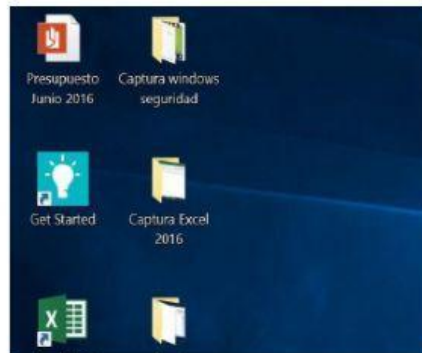 Presupuesto
Junio 2016
Captura windows
seguridad
Get Started
Captura Excel
2016